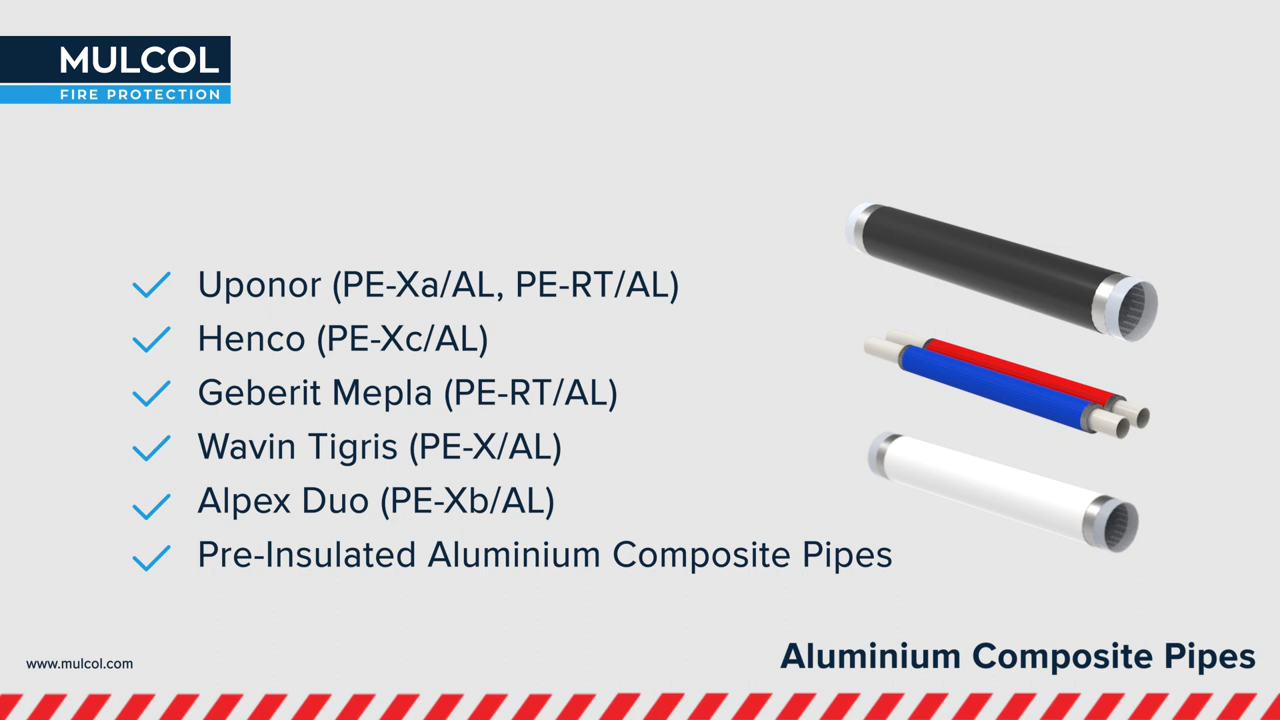 MULCOL
FIRE PROTECTION
Uponor (PE-Xa/AL, PE-RT/AL)
Henco (PE-Xc/AL)
Geberit Mepla (PE-RT/AL)
Wavin Tigris (PE-X/AL)
Alpex Duo (PE-Xb/AL)
Pre-Insulated Aluminium Composite Pipes
www.mulcol.com
Aluminium Composite Pipes